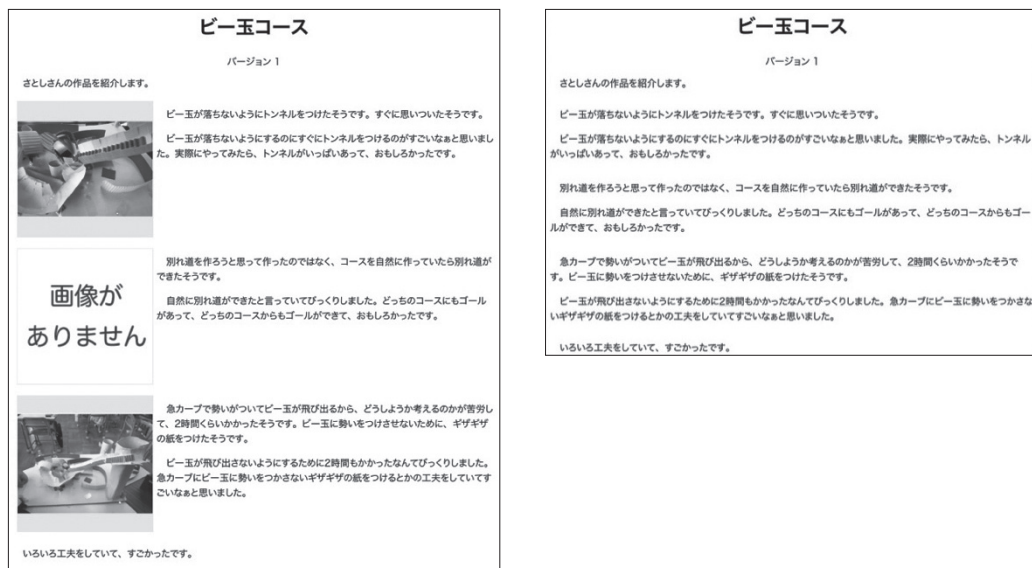 ビー玉コース
バージョン 1
さとしさんの作品を紹介します。
ビー玉が落ちないようにトンネルをつけたそうです。すぐに思いついたそうです。
ビー玉が落ちないようにするのにすぐにトンネルをつけるのがすごいなぁと思いまし
た。実際にやってみたら、トンネルがいっぱいあって、おもしろかったです。
画像が
ありません
別れ道を作ろうと思って作ったのではなく、コースを自然に作っていたら別れ道が
できたそうです。
自然に別れ道ができたと言っていてびっくりしました。どっちのコースにもゴール
があって、どっちのコースからもゴールができて、おもしろかったです。
急カーブで勢いがついてビー玉が飛び出るから、どうしようか考えるのかが苦労し
て、2時間くらいかかったそうです。ビー玉に勢いをつけさせないために、ギザギザ
の紙をつけたそうです。
ビー玉が飛び出さないようにするために2時間もかかったなんてびっくりしました。
急カーブにビー玉に勢いをつかさないギザギザの紙をつけるとかの工夫をしていてす
ごいなぁと思いました。
いろいろ工夫をしていて、すごかったです。
ビー玉コース
バージョン 1
さとしさんの作品を紹介します。
ビー玉が落ちないようにトンネルをつけたそうです。すぐに思いついたそうです。
ビー玉が落ちないようにするのにすぐにトンネルをつけるのがすごいなぁと思いました。実際にやってみたら、トンネル
がいっぱいあって、おもしろかったです。
別れ道を作ろうと思って作ったのではなく、コースを自然に作っていたら別れ道ができたそうです。
自然に別れ道ができたと言っていてびっくりしました。どっちのコースにもゴールがあって、どっちのコースからもゴー
ルができて、おもしろかったです。
急カーブで勢いがついてビー玉が飛び出るから、どうしようか考えるのかが苦労して、2時間くらいかかったそうで
す。ビー玉に勢いをつけさせないために、ギザギザの紙をつけたそうです。
ビー玉が飛び出さないようにするために2時間もかかったなんてびっくりしました。急カーブにビー玉に勢いをつかさな
いギザギザの紙をつけるとかの工夫をしていてすごいなぁと思いました。
いろいろ工夫をしていて、すごかったです。